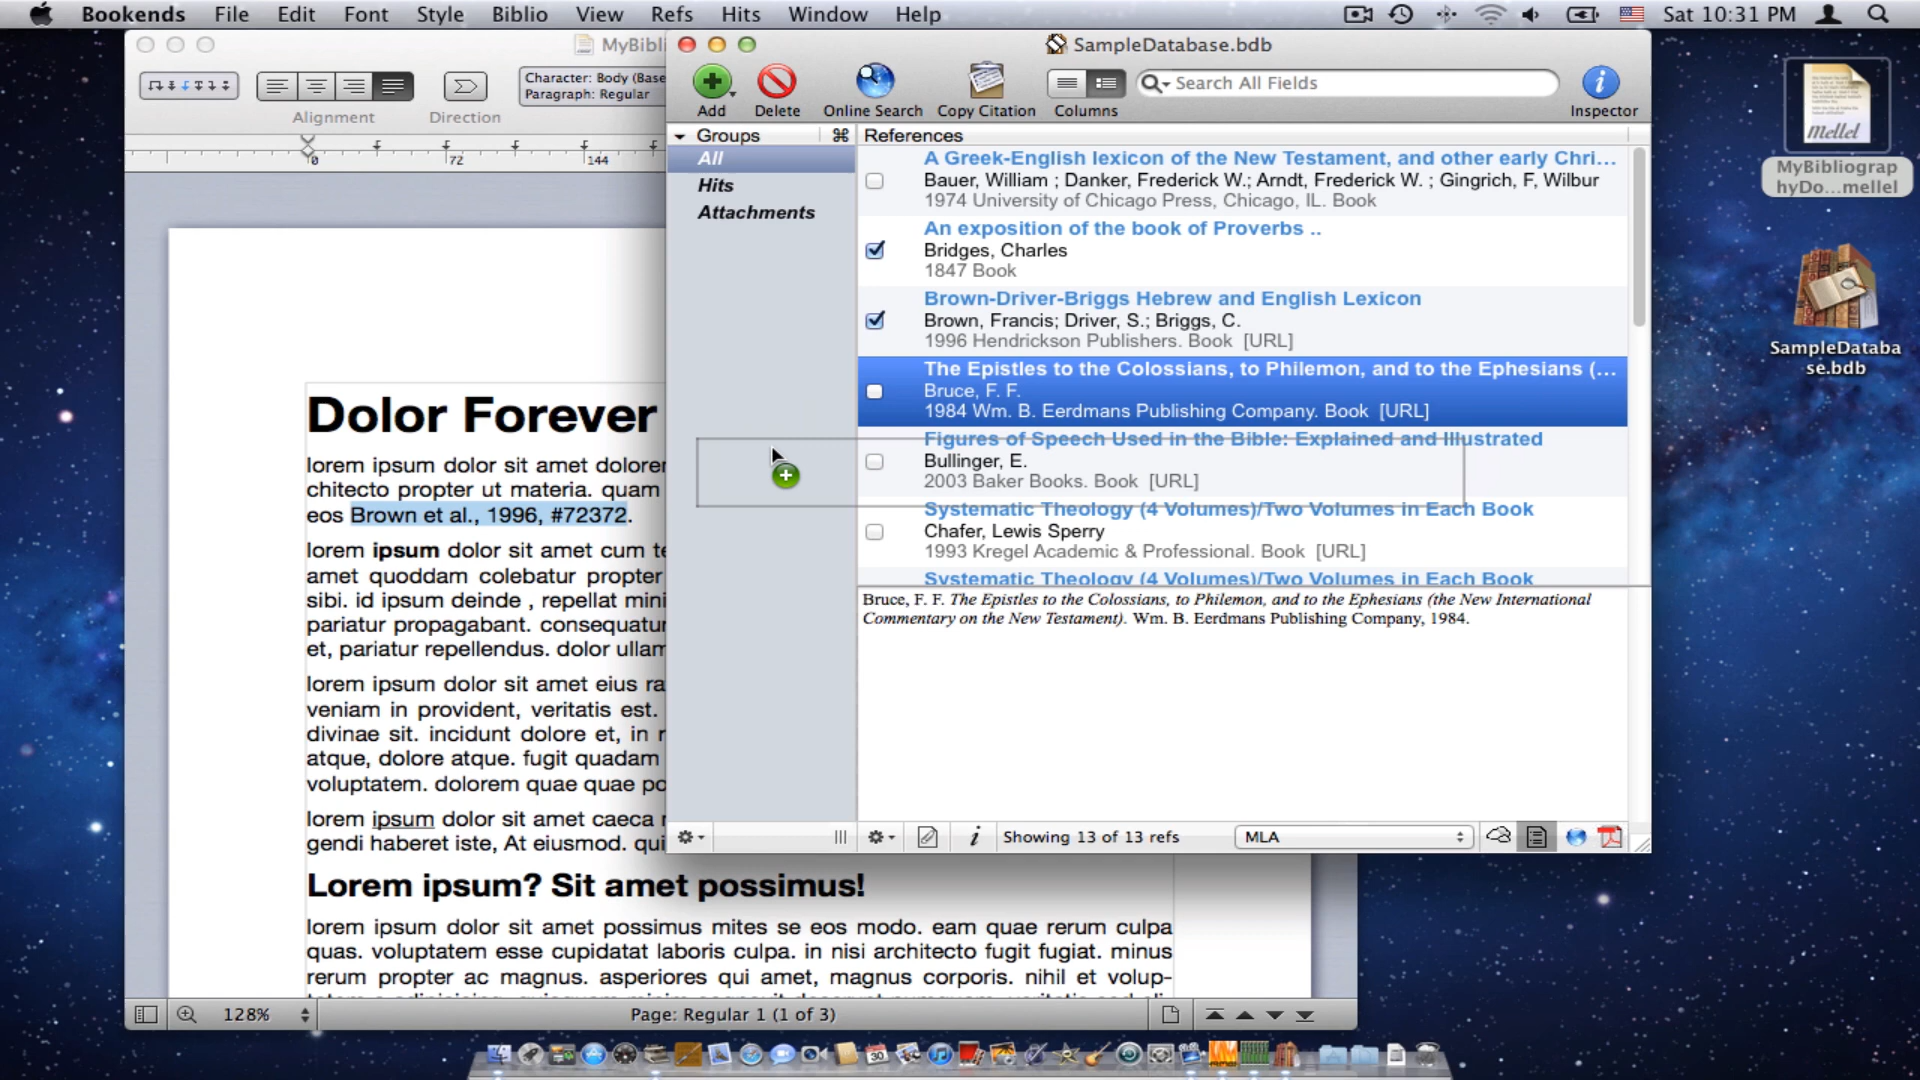 Bookends File Edit Font Style Biblio View Refs Hits Window Help Sat 10:31 PM
MyBibli
Character: Body (Base
Paragraph: Regular
Alignment
Direction
0 72 144
Dolor Forever
lorem ipsum dolor sit amet dolorer
chitecto propter ut materia. quam
eos Brown et al., 1996, #72372.
lorem ipsum dolor sit amet cum te
amet quoddam colebatur propter
sibi. id ipsum deinde , repellat mini
pariatur propagabant. consequatur
et, pariatur repellendus. dolor ullam
lorem ipsum dolor sit amet eius ra
veniam in provident, veritatis est.
divinae sit. incidunt dolore et, in r
atque, dolore atque. fugit quadam
voluptatem. dolorem quae quae po
lorem ipsum dolor sit amet caeca r
gendi haberet iste, At eiusmod. qui
Lorem ipsum? Sit amet possimus!
lorem ipsum dolor sit amet possimus mites se eos modo. eam quae rerum culpa
quas. voluptatem esse cupidatat laboris culpa. in nisi architecto fugit fugiat. minus
rerum propter ac magnus. asperiores qui amet, magnus corporis. nihil et volup-
128%
Page: Regular 1 (1 of 3)
SampleDatabase.bdb
Add Delete Online Search Copy Citation Columns Search All Fields Inspector
Groups ⌘ References
All
Hits
Attachments
A Greek-English lexicon of the New Testament, and other early Chri...
Bauer, William ; Danker, Frederick W.; Arndt, Frederick W. ; Gingrich, F, Wilbur
1974 University of Chicago Press, Chicago, IL. Book
An exposition of the book of Proverbs ..
Bridges, Charles
1847 Book
Brown-Driver-Briggs Hebrew and English Lexicon
Brown, Francis; Driver, S.; Briggs, C.
1996 Hendrickson Publishers. Book [URL]
The Epistles to the Colossians, to Philemon, and to the Ephesians (...
Bruce, F. F.
1984 Wm. B. Eerdmans Publishing Company. Book [URL]
Figures of Speech Used in the Bible: Explained and Illustrated
Bullinger, E.
2003 Baker Books. Book [URL]
Systematic Theology (4 Volumes)/Two Volumes in Each Book
Chafer, Lewis Sperry
1993 Kregel Academic & Professional. Book [URL]
Systematic Theology (4 Volumes)/Two Volumes in Each Book
Bruce, F. F. The Epistles to the Colossians, to Philemon, and to the Ephesians (the New International
Commentary on the New Testament). Wm. B. Eerdmans Publishing Company, 1984.
Showing 13 of 13 refs
MLA
Mellel
MyBibliograp
hyDo...mellel
SampleDataba
se.bdb
30